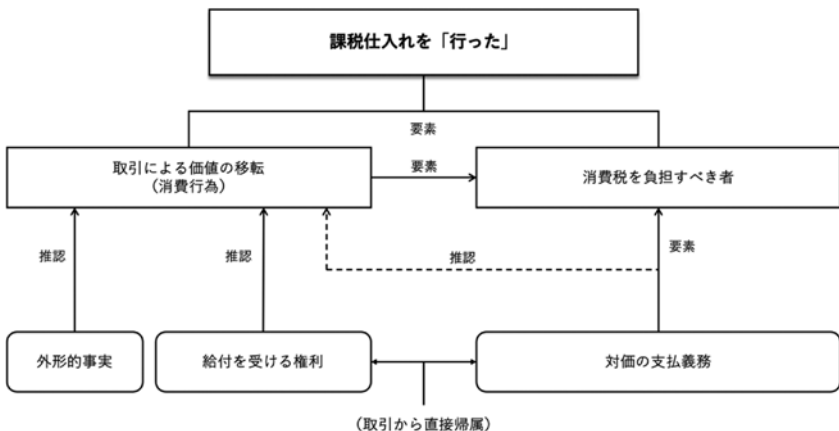 課税仕入れを「行った」
要素
取引による価値の移転
（消費行為）
要素
消費税を負担すべき者
推認
推認
推認
要素
外形的事実
給付を受ける権利
対価の支払義務
（取引から直接帰属）